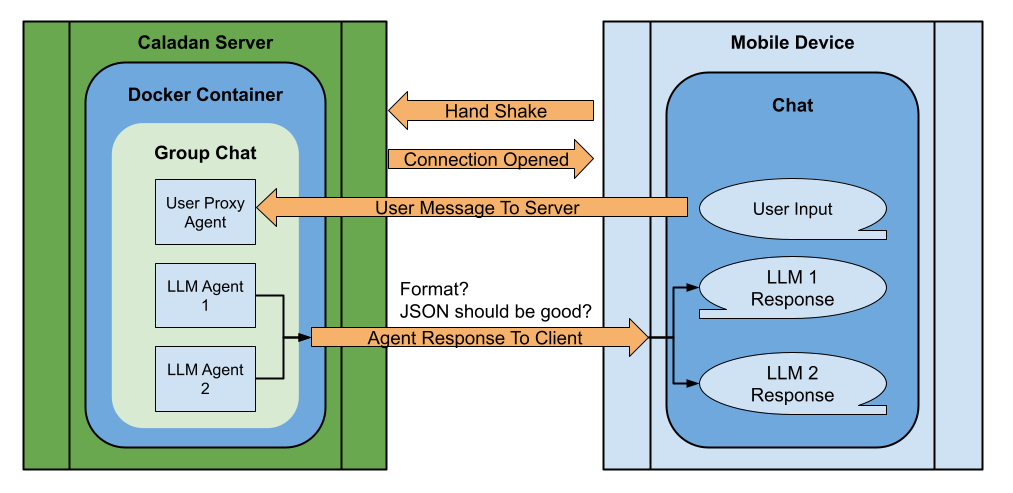 Caladan Server
Docker Container
Group Chat
User Proxy
Agent
LLM Agent
1
LLM Agent
2
Hand Shake
Connection Opened
User Message To Server
Format?
JSON should be good?
Agent Response To Client
Mobile Device
Chat
User Input
LLM 1
Response
LLM 2
Response